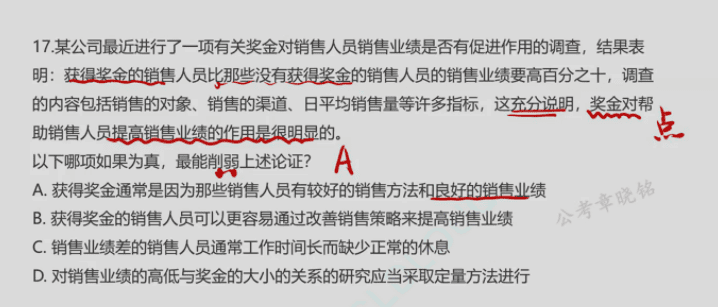 17.某公司最近进行了一项有关奖金对销售人员销售业绩是否有促进作用的调查，结果表
明：获得奖金的销售人员比那些没有获得奖金的销售人员的销售业绩要高百分之十，调查
的内容包括销售的对象、销售的渠道、日平均销售量等许多指标，这充分说明，奖金对帮
助销售人员提高销售业绩的作用是很明显的。
点
以下哪项如果为真，最能削弱上述论证？ A
A. 获得奖金通常是因为那些销售人员有较好的销售方法和良好的销售业绩
B. 获得奖金的销售人员可以更容易通过改善销售策略来提高销售业绩
公考章晓铭
C. 销售业绩差的销售人员通常工作时间长而缺少正常的休息
D. 对销售业绩的高低与奖金的大小的关系的研究应当采取定量方法进行